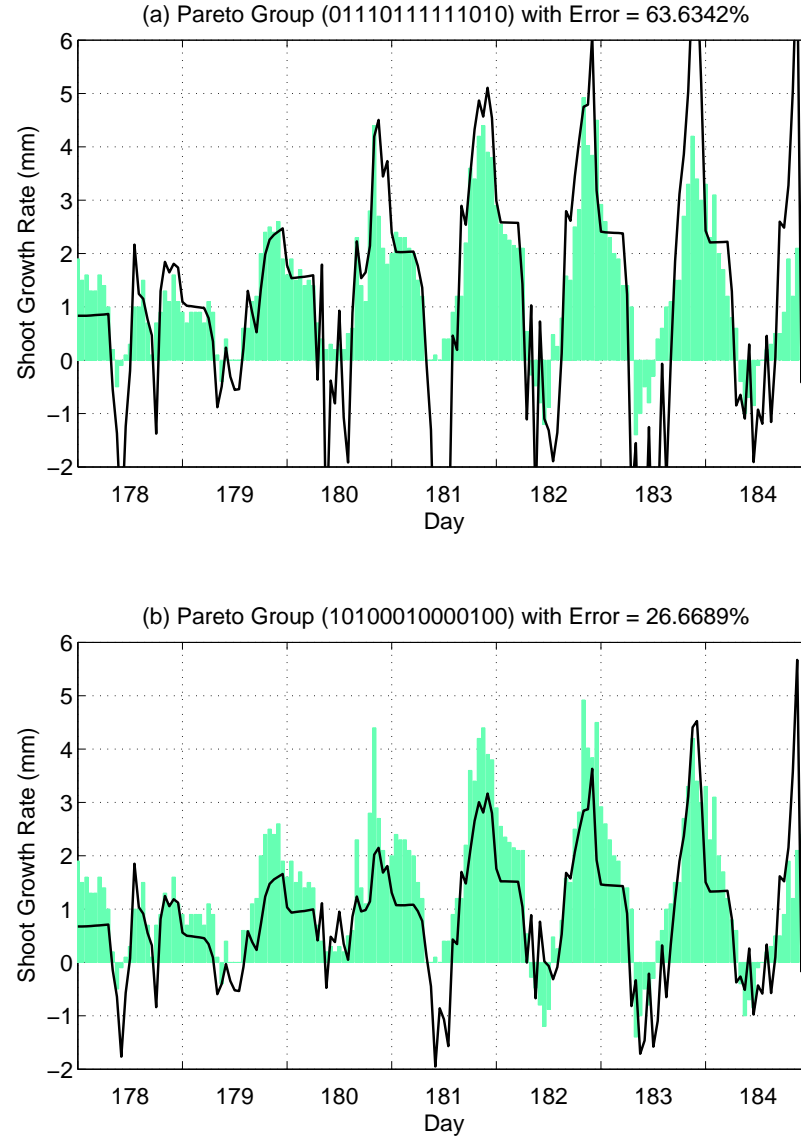 (a) Pareto Group (01110111111010) with Error = 63.6342%
6
5
4
3
2
1
0
−1
−2
Shoot Growth Rate (mm)
178 179 180 181 182 183 184
Day
(b) Pareto Group (10100010000100) with Error = 26.6689%
6
5
4
3
2
1
0
−1
−2
Shoot Growth Rate (mm)
178 179 180 181 182 183 184
Day